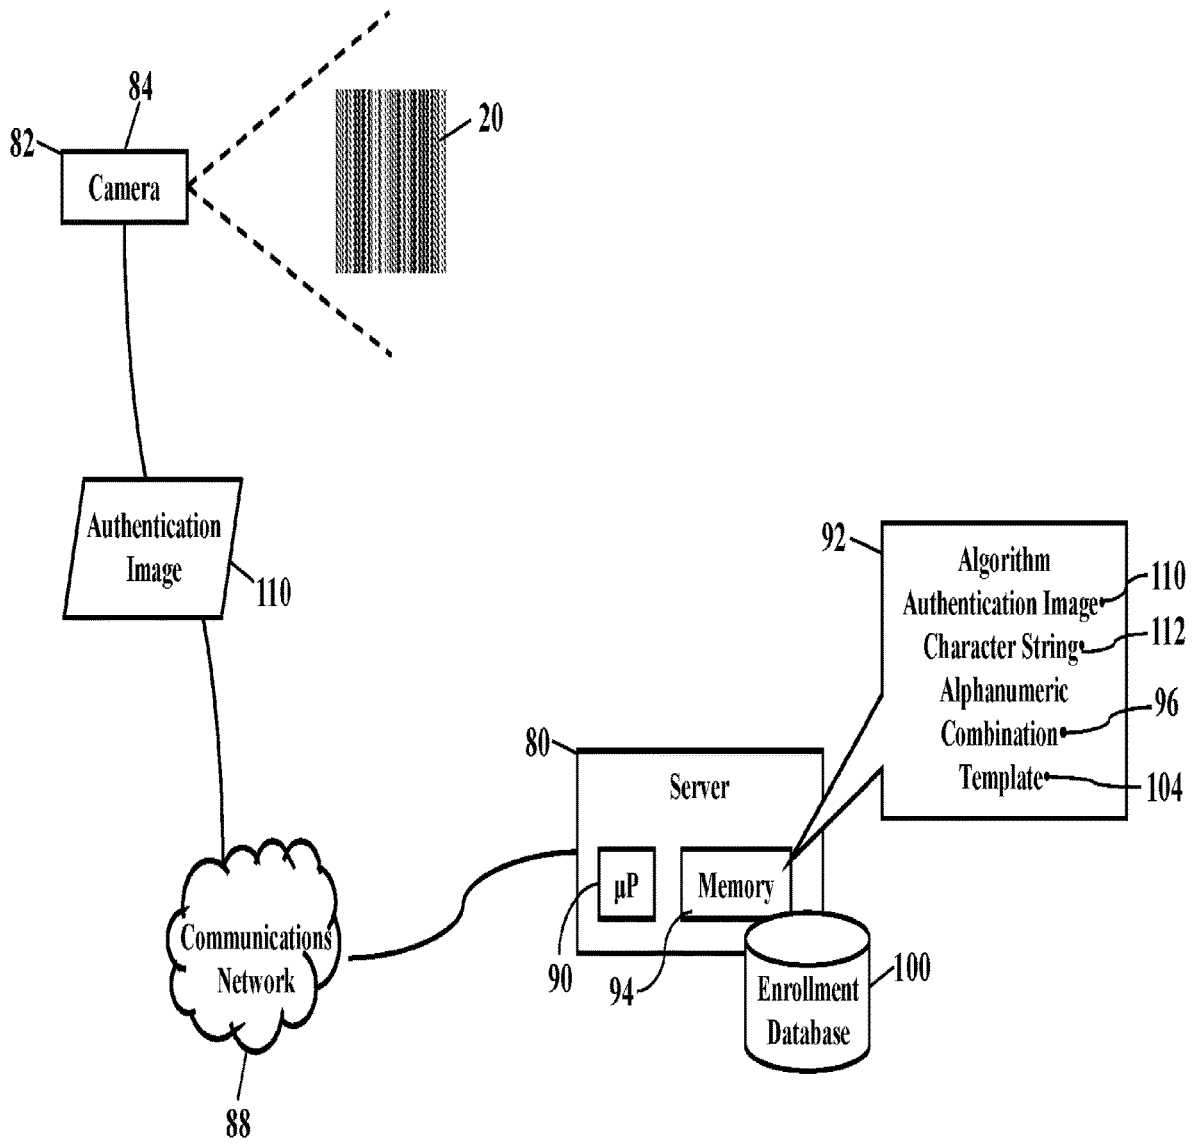 84
20
82
Camera
Authentication
Image
110
92
Algorithm
110
Authentication Image
112
Character String
Alphanumeric
96
Combination
Template
104
80
Server
µP
Memory
90
94
Communications
Network
100
Enrollment
Database
88